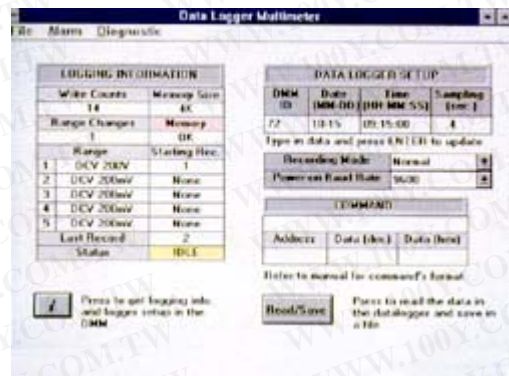 Data Logger Multimeter
File Alarm Diagnostic
LOGGING INFORMATION
Write Counts Memory Size
14 4K
Range Changes Memory
1 OK
Range Starting Rec.
1 DCV 200V 1
2 DCV 200mV None
3 DCV 200mV None
4 DCV 200mV None
5 DCV 200mV None
Last Record 2
Status IDLE
i
Press to get logging info
and logger setup in the
DMM
DATA LOGGER SETUP
DMM ID Date (MM-DD) Time (HH:MM:SS) Sampling (sec.)
72 10-15 09:15:00 4
Type in data and press ENTER to update
Recording Mode Normal
Power-on Baud Rate 9600
COMMAND
Address Data (dec) Data (hex)
Refer to manual for command's format
Read/Save
Press to read the data in
the datalogger and save in
a file
WWW.100Y.COM.TW